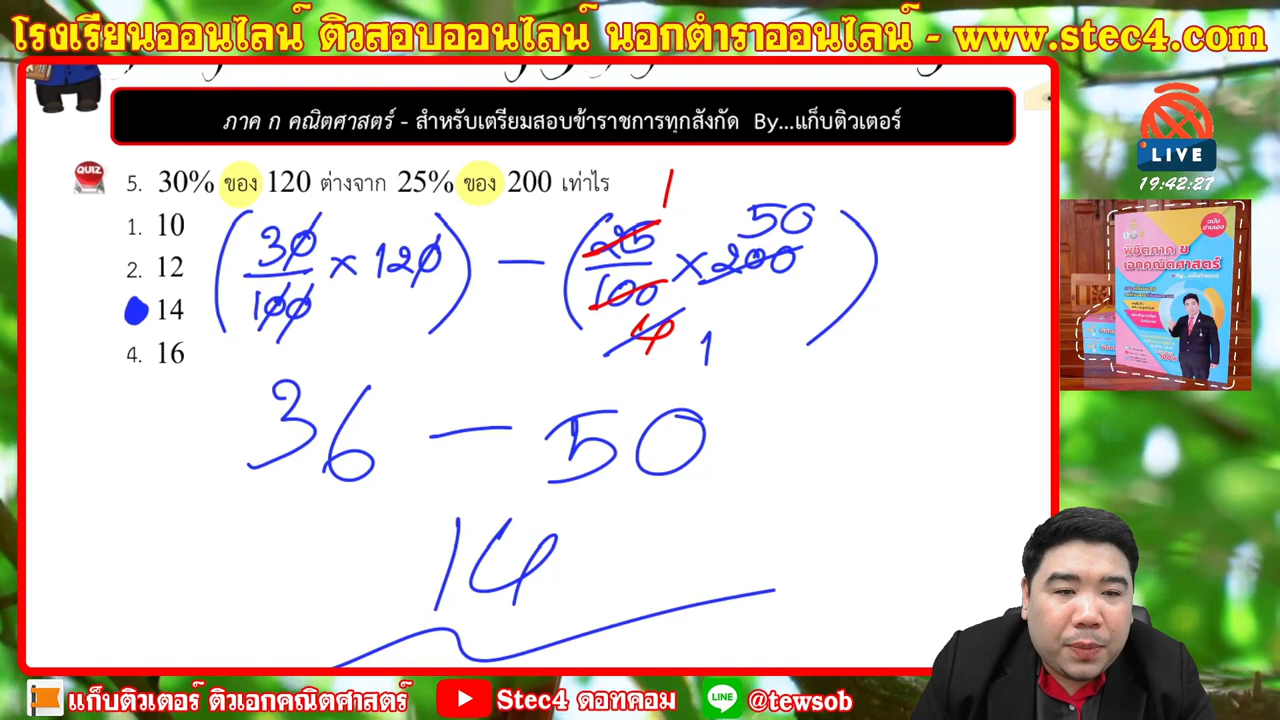 โรงเรียนออนไลน์ ติวสอบออนไลน์ นอกตำราออนไลน์ - www.stec4.com
ภาค ก คณิตศาสตร์ - สำหรับเตรียมสอบข้าราชการทุกสังกัด By...แก็บติวเตอร์
LIVE
19:42:27
QUIZ
5. 30% ของ 120 ต่างจาก 25% ของ 200 เท่าไร
1. 10
2. 12
14
4. 16
1
50
(30/100 × 120) – (25/100 × 200)
4
1
36 – 50
14
พิชิตภาค ข
เอกคณิตศาสตร์
แก็บติวเตอร์ ติวเอกคณิตศาสตร์
Stec4 ดอทคอม
LINE
@tewsob